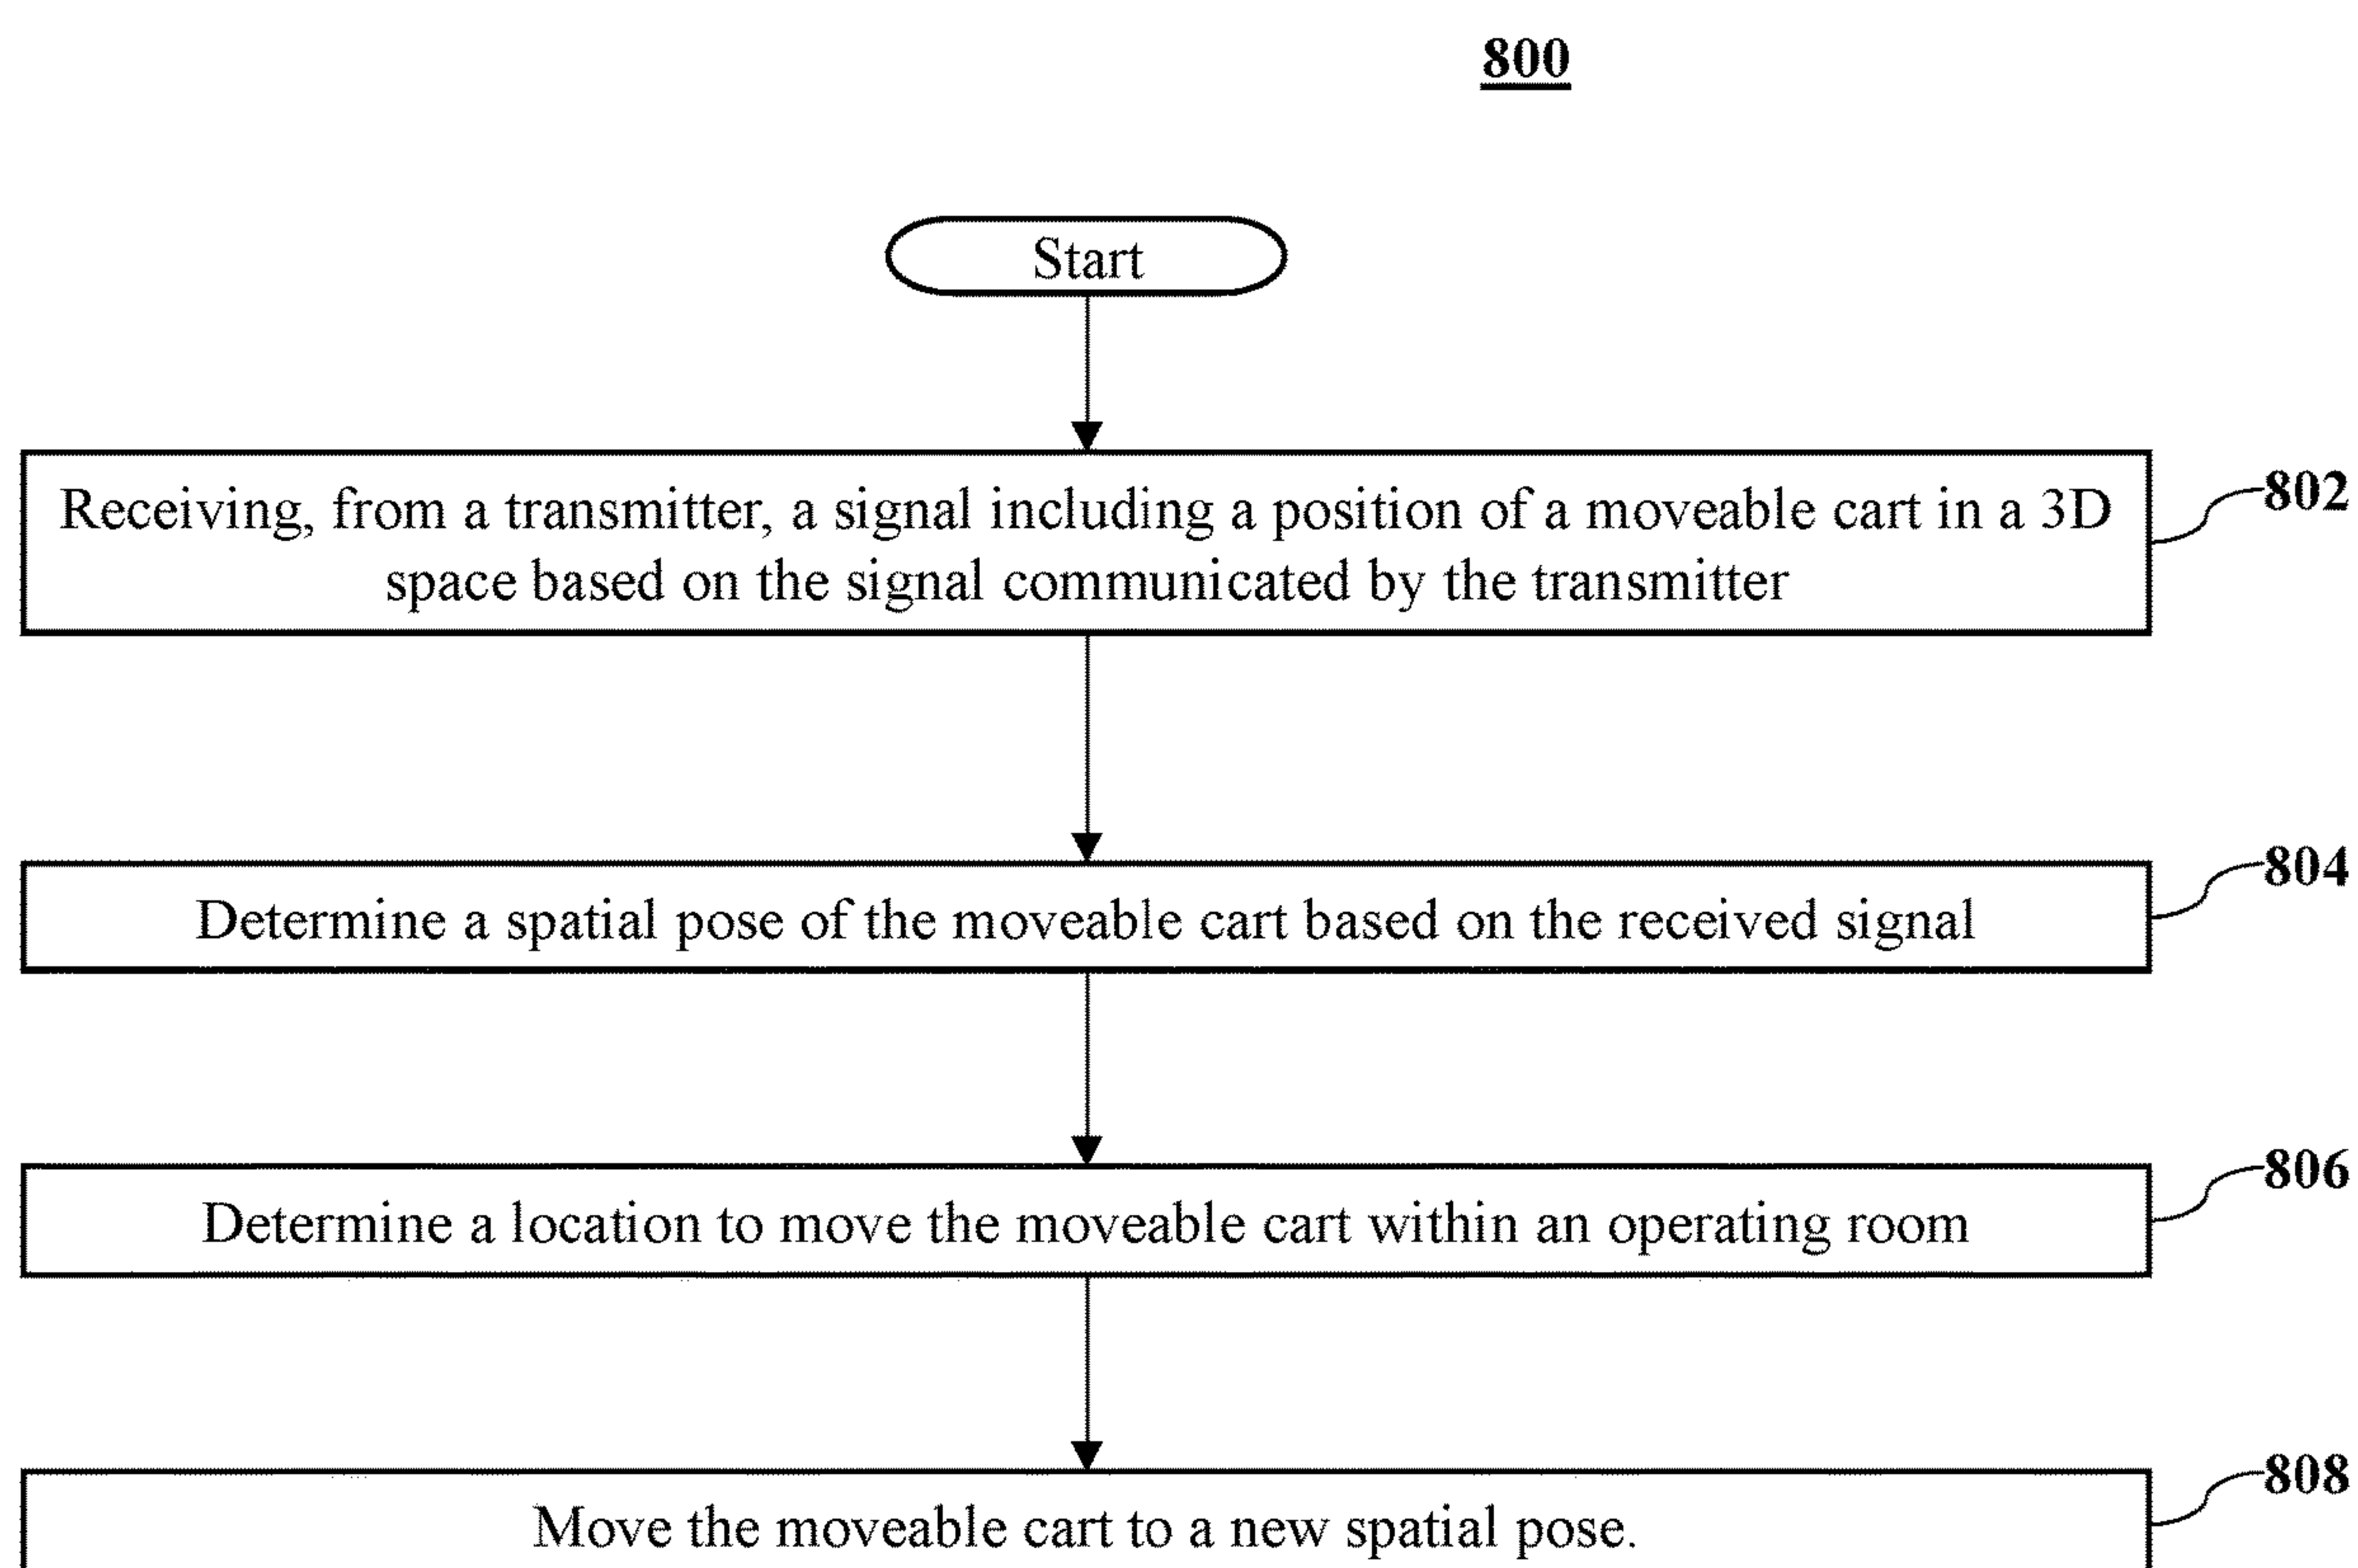 800
Start
Receiving, from a transmitter, a signal including a position of a moveable cart in a 3D
space based on the signal communicated by the transmitter
802
Determine a spatial pose of the moveable cart based on the received signal
804
Determine a location to move the moveable cart within an operating room
806
Move the moveable cart to a new spatial pose.
808